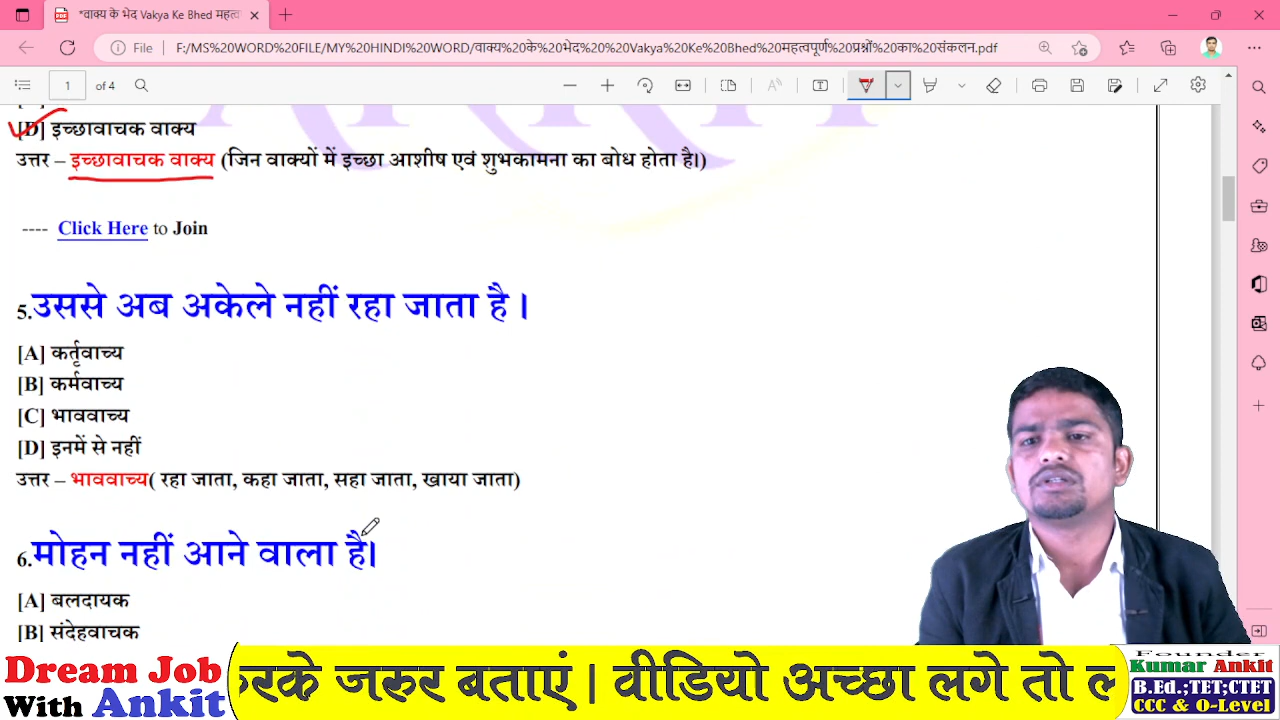 *वाक्य के भेद Vakya Ke Bhed महत्व
File F:/MS%20WORD%20FILE/MY%20HINDI%20WORD/वाक्य%20के%20भेद%20%20Vakya%20Ke%20Bhed%20महत्वपूर्ण%20प्रश्नों%20का%20संकलन.pdf
1 of 4
[D] इच्छावाचक वाक्य
उत्तर – इच्छावाचक वाक्य (जिन वाक्यों में इच्छा आशीष एवं शुभकामना का बोध होता है।)
---- Click Here to Join
5.उससे अब अकेले नहीं रहा जाता है ।
[A] कर्तृवाच्य
[B] कर्मवाच्य
[C] भाववाच्य
[D] इनमें से नहीं
उत्तर – भाववाच्य( रहा जाता, कहा जाता, सहा जाता, खाया जाता)
6.मोहन नहीं आने वाला है।
[A] बलदायक
[B] संदेहवाचक
Dream Job
With Ankit
करके जरुर बताएं | वीडियो अच्छा लगे तो ल
Founder
Kumar Ankit
B.Ed.;TET;CTET
CCC & O-Level